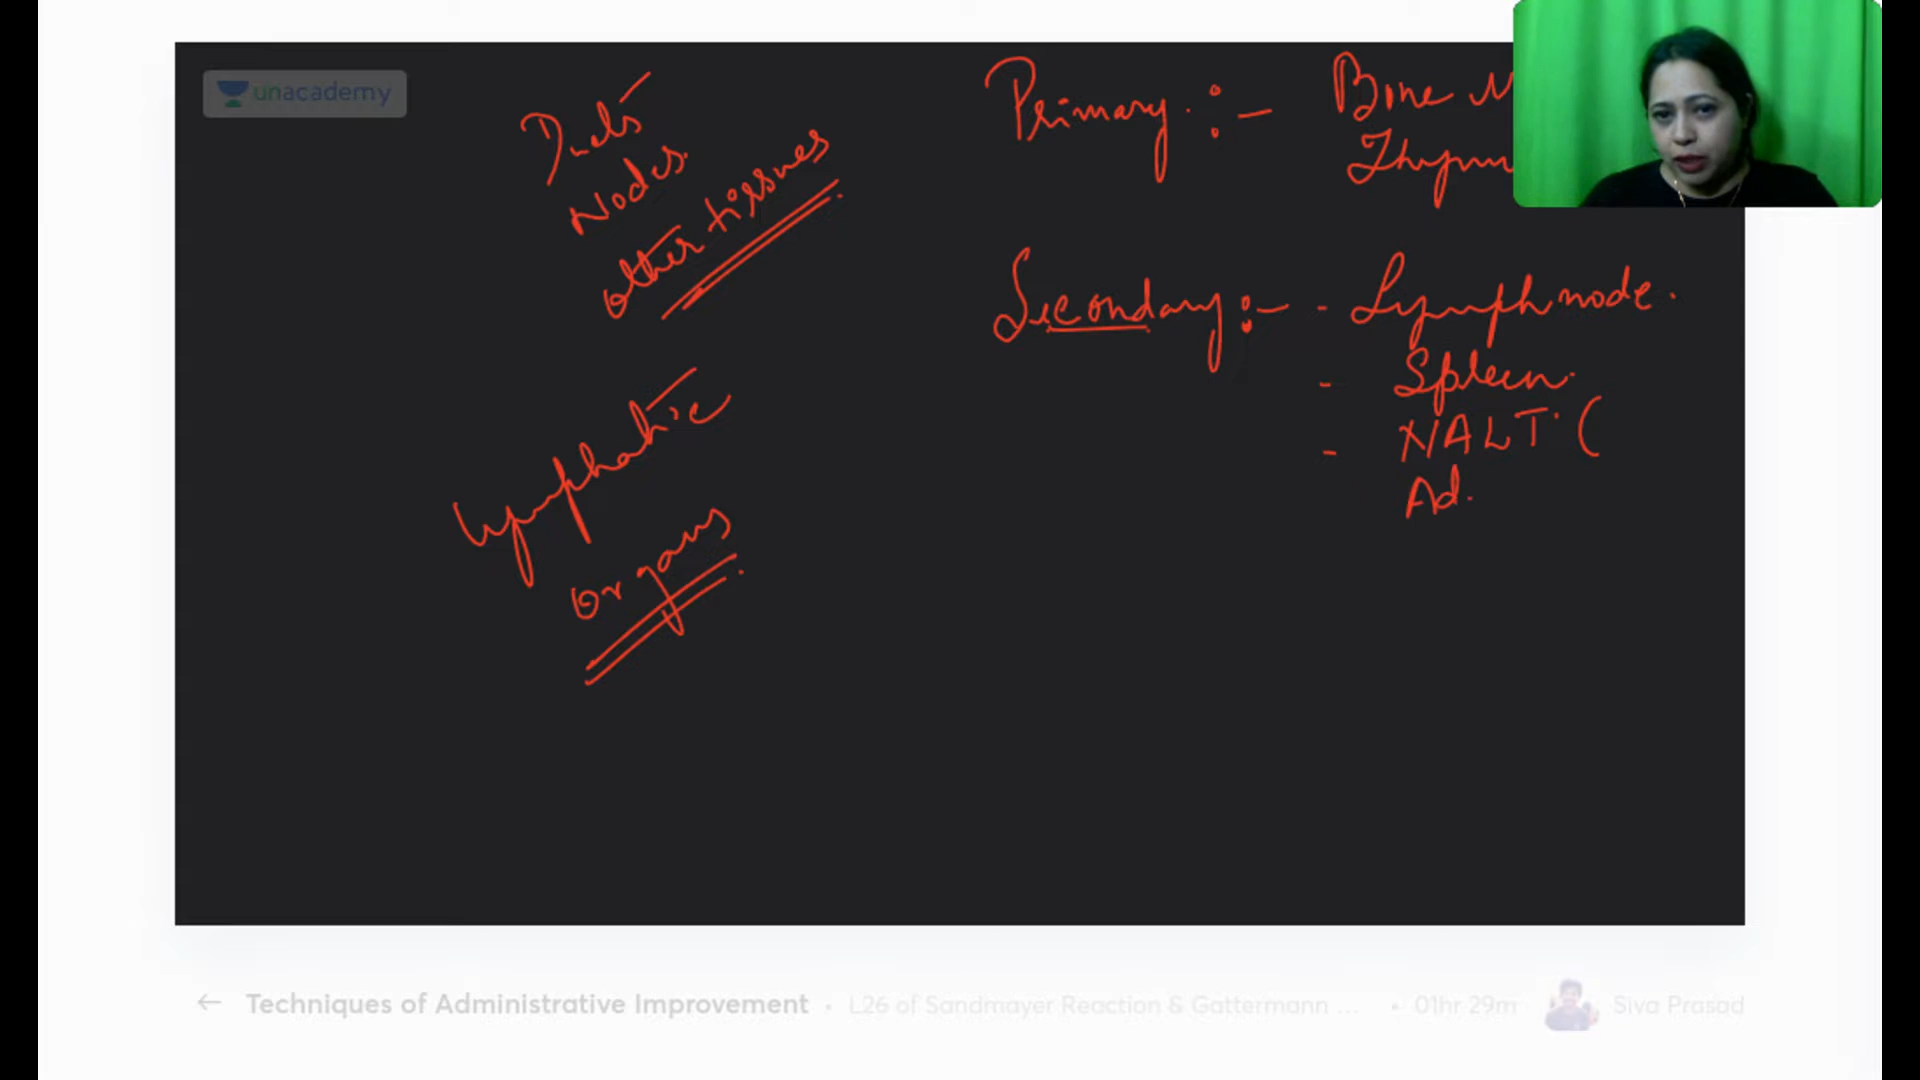 unacademy
Ducts
Nodes.
other tissues
lymphatic
organs
Primary :- Bone M
Thymu
Secondary :- - Lymph node.
- Spleen.
- NALT (
Ad.
← Techniques of Administrative Improvement • L26 of Sandmayer Reaction & Gattermann ... • 01hr 29m Siva Prasad